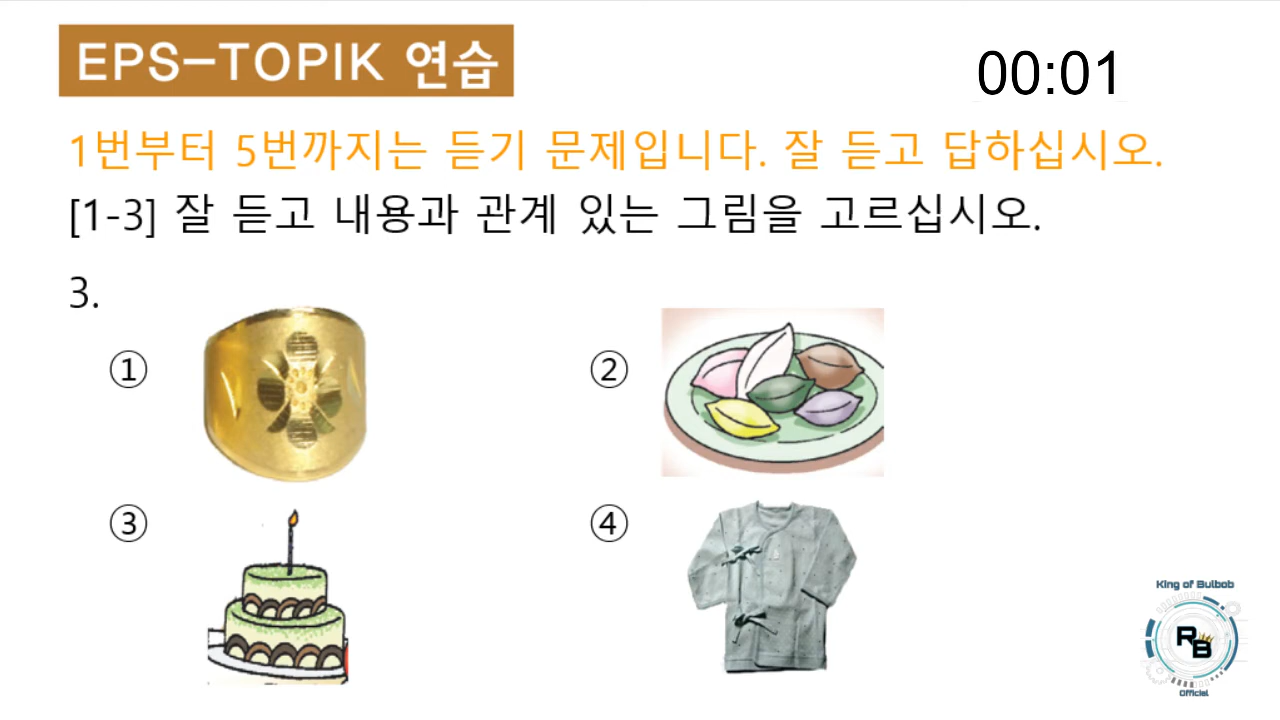 EPS-TOPIK 연습
00:01
1번부터 5번까지는 듣기 문제입니다. 잘 듣고 답하십시오.
[1-3] 잘 듣고 내용과 관계 있는 그림을 고르십시오.
3.
①
②
③
④
King of Bulbob
RB
Officiel